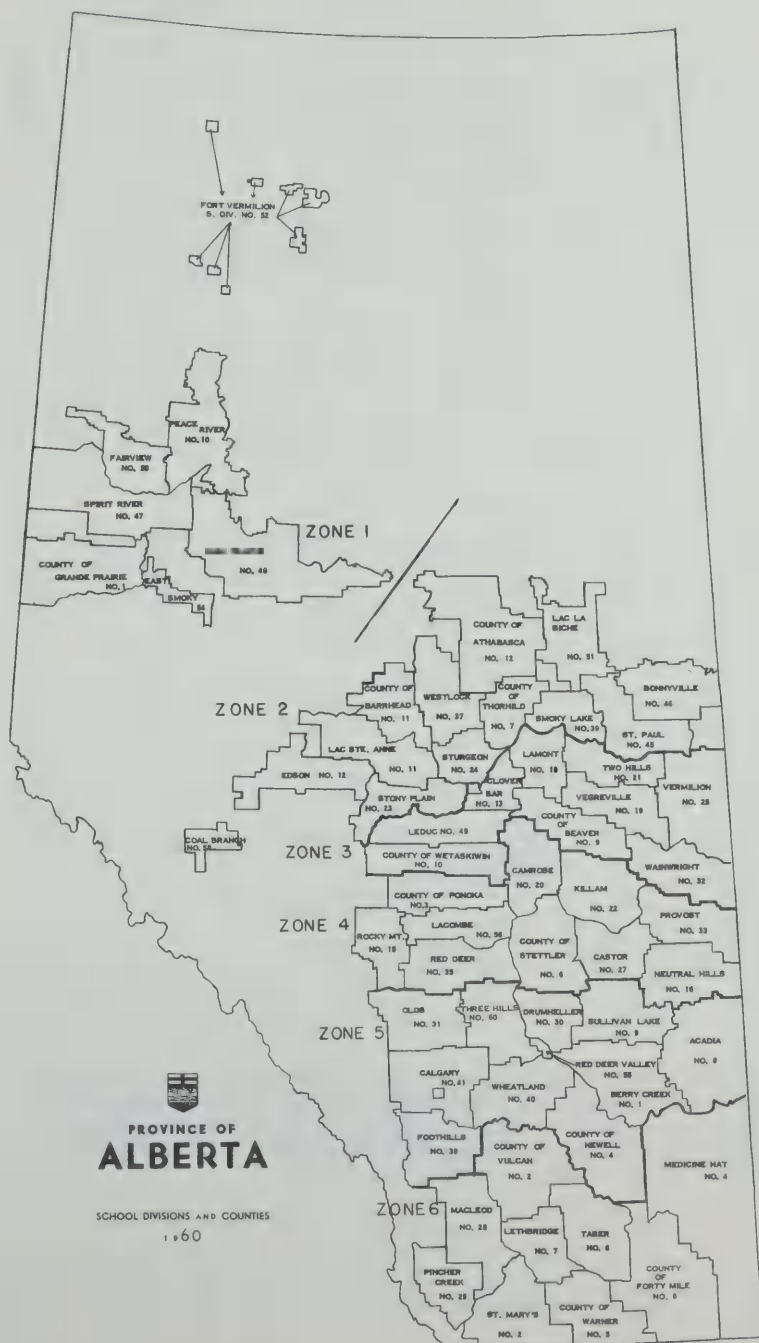 FORT VERMILION
S. DIV. NO. 52
PEACE RIVER
NO. 10
FAIRVIEW
NO. 50
SPIRIT RIVER
NO. 47
ZONE 1
NO. 48
COUNTY OF
GRANDE PRAIRIE
NO. 1
EAST
SMOKY
54
COUNTY OF
ATHABASCA
NO. 12
LAC LA
BICHE
NO. 51
BONNYVILLE
NO. 46
ZONE 2
COUNTY OF
BARRHEAD
NO. 11
WESTLOCK
NO. 37
COUNTY
OF
THORHILD
NO. 7
SMOKY LAKE
NO. 39
ST. PAUL
NO. 45
LAC STE. ANNE
NO. 11
STURGEON
NO. 24
LAMONT
NO. 18
TWO HILLS
NO. 21
VERMILION
NO. 25
EDSON NO. 12
STONY PLAIN
NO. 23
CLOVER
BAR
NO. 13
VEGREVILLE
NO. 19
COAL BRANCH
LEDUC NO. 49
COUNTY
OF
BEAVER
NO. 9
ZONE 3
COUNTY OF WETASKIWIN
NO. 10
CAMROSE
NO. 20
KILLAM
NO. 22
WAINWRIGHT
NO. 32
COUNTY OF PONOKA
NO. 3
ZONE 4
ROCKY MT.
NO. 15
LACOMBE
NO. 56
PROVOST
NO. 33
RED DEER
NO. 35
COUNTY OF
STETTLER
NO. 6
CASTOR
NO. 27
NEUTRAL HILLS
NO. 16
ZONE 5
OLDS
NO. 31
THREE HILLS
NO. 60
DRUMHELLER
NO. 30
SULLIVAN LAKE
NO. 9
ACADIA
NO. 8
CALGARY
NO. 41
WHEATLAND
NO. 40
RED DEER VALLEY
NO. 55
BERRY CREEK
NO. 1
FOOTHILLS
NO. 38
COUNTY OF
VULCAN
NO. 2
COUNTY OF
NEWELL
NO. 4
MEDICINE HAT
NO. 4
ZONE 6
MACLEOD
NO. 28
LETHBRIDGE
NO. 7
TABER
NO. 6
COUNTY
OF
FORTY MILE
NO. 8
PINCHER
CREEK
NO. 29
ST. MARY'S
NO. 2
COUNTY OF
WARNER
NO. 5
PROVINCE OF
ALBERTA
SCHOOL DIVISIONS AND COUNTIES
1960